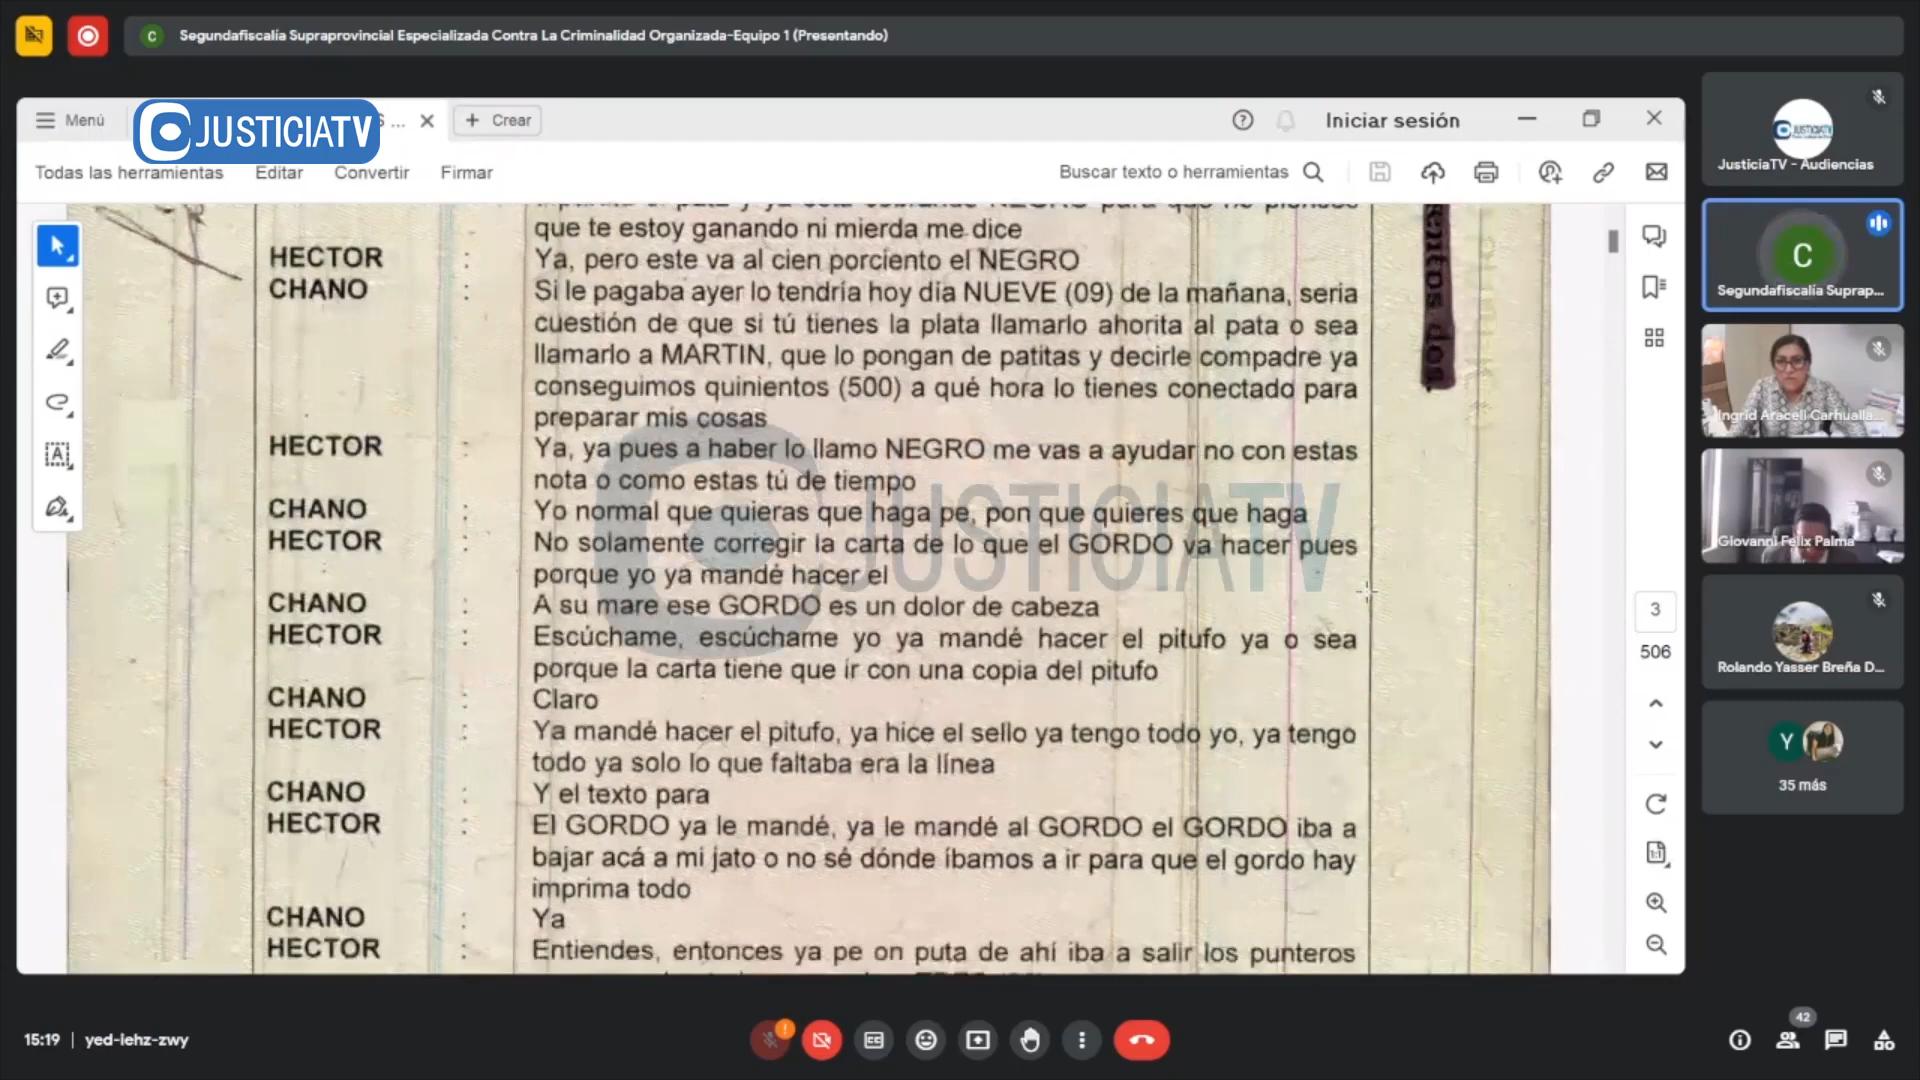 C Segundafiscalía Supraprovincial Especializada Contra La Criminalidad Organizada-Equipo 1 (Presentando)
Menú
JUSTICIATV
S ...
Crear
Iniciar sesión
Todas las herramientas Editar Convertir Firmar
Buscar texto o herramientas
que te estoy ganando ni mierda me dice
HECTOR : Ya, pero este va al cien porciento el NEGRO
CHANO : Si le pagaba ayer lo tendría hoy día NUEVE (09) de la mañana, seria
cuestión de que si tú tienes la plata llamarlo ahorita al pata o sea
llamarlo a MARTIN, que lo pongan de patitas y decirle compadre ya
conseguimos quinientos (500) a qué hora lo tienes conectado para
preparar mis cosas
HECTOR : Ya, ya pues a haber lo llamo NEGRO me vas a ayudar no con estas
nota o como estas tú de tiempo
CHANO : Yo normal que quieras que haga pe, pon que quieres que haga
HECTOR : No solamente corregir la carta de lo que el GORDO va hacer pues
porque yo ya mandé hacer el
CHANO : A su mare ese GORDO es un dolor de cabeza
HECTOR : Escúchame, escúchame yo ya mandé hacer el pitufo ya o sea
porque la carta tiene que ir con una copia del pitufo
CHANO : Claro
HECTOR : Ya mandé hacer el pitufo, ya hice el sello ya tengo todo yo, ya tengo
todo ya solo lo que faltaba era la línea
CHANO : Y el texto para
HECTOR : El GORDO ya le mandé, ya le mandé al GORDO el GORDO iba a
bajar acá a mi jato o no sé dónde íbamos a ir para que el gordo hay
imprima todo
CHANO : Ya
HECTOR : Entiendes, entonces ya pe on puta de ahí iba a salir los punteros
JUSTICIATV
3
506
JUSTICIATV
JusticiaTV - Audiencias
C
Segundafiscalía Suprap...
Ingrid Araceli Carhualla...
Giovanni Felix Palma
Rolando Yasser Breña D...
Y
35 más
15:19 | yed-iehz-zwy
42